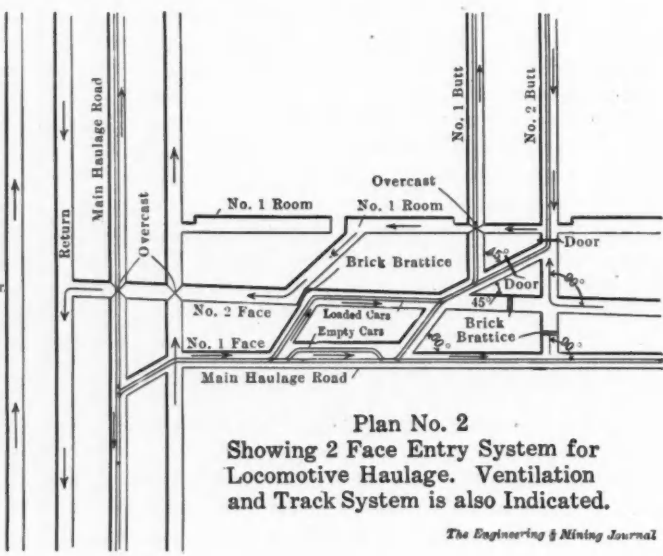 Main Haulage Road
Return
Overcast
No. 1 Butt
No. 2 Butt
Overcast
No. 1 Room
No. 1 Room
Door
Brick Brattice
45°
Door
90°
45°
No. 2 Face
Loaded Cars
Empty Cars
Brick
Brattice
No. 1 Face
60°
90°
Main Haulage Road
Plan No. 2
Showing 2 Face Entry System for
Locomotive Haulage. Ventilation
and Track System is also Indicated.
The Engineering & Mining Journal